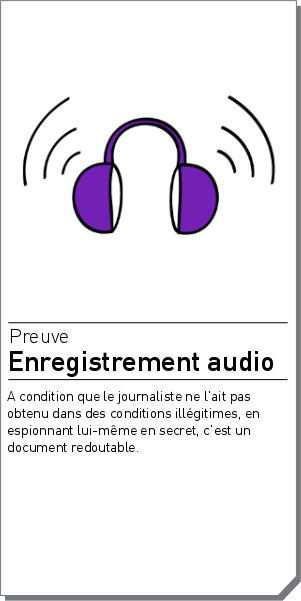 Preuve
Enregistrement audio
A condition que le journaliste ne l'ait pas
obtenu dans des conditions illégitimes, en
espionnant lui-même en secret, c'est un
document redoutable.